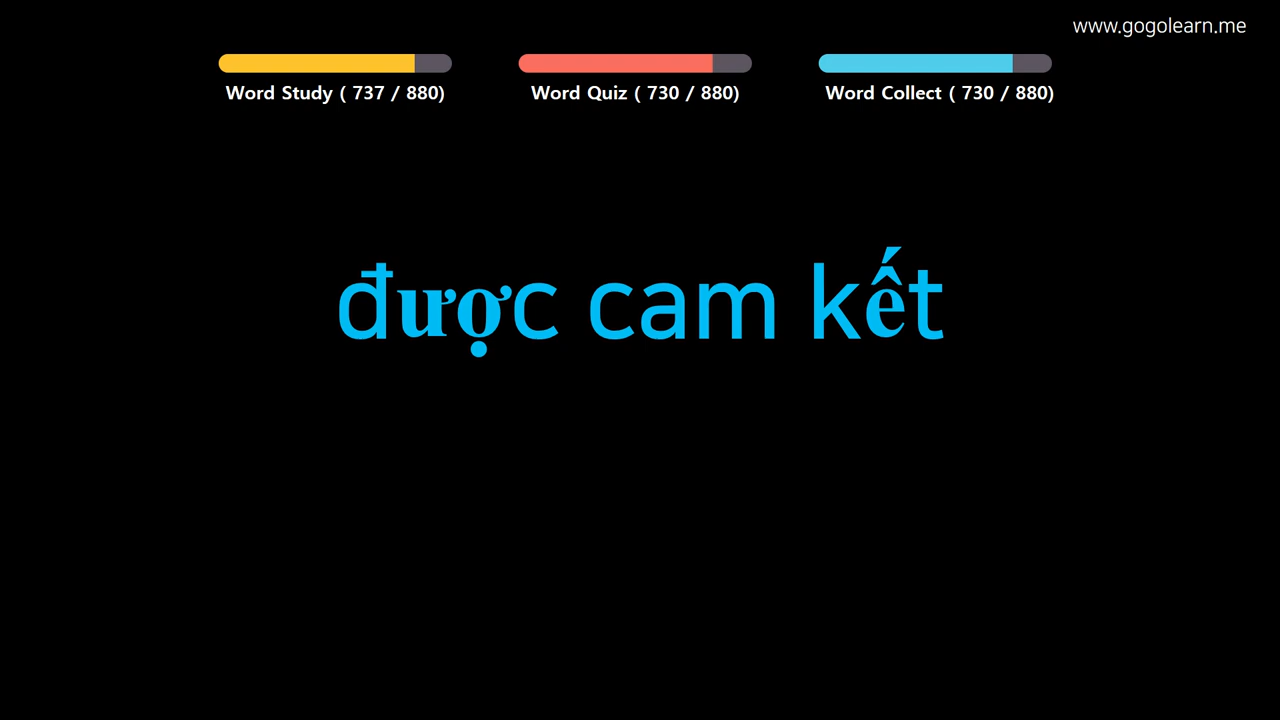 www.gogolearn.me
Word Study ( 737 / 880)
Word Quiz ( 730 / 880)
Word Collect ( 730 / 880)
được cam kết